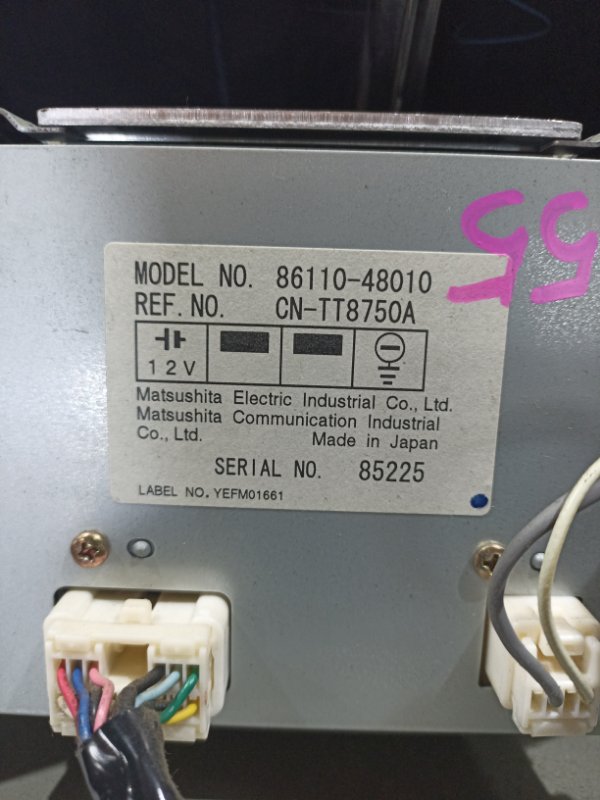 55
MODEL NO. 86110-48010
REF. NO. CN-TT8750A
12V
Matsushita Electric Industrial Co., Ltd.
Matsushita Communication Industrial
Co., Ltd. Made in Japan
SERIAL NO. 85225
LABEL NO. YEFM01661